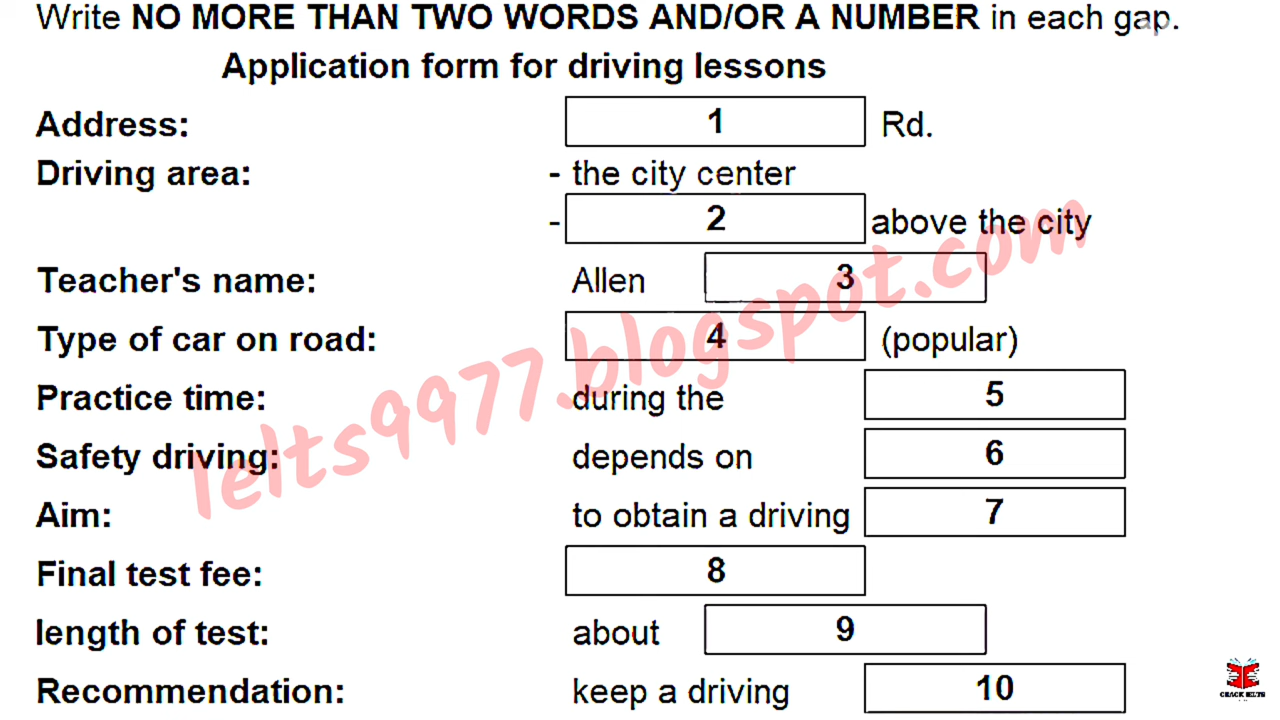 Write NO MORE THAN TWO WORDS AND/OR A NUMBER in each gap.
Application form for driving lessons
Address: 1 Rd.
Driving area: - the city center
- 2 above the city
Teacher's name: Allen 3
Type of car on road: 4 (popular)
Practice time: during the 5
Safety driving: depends on 6
Aim: to obtain a driving 7
Final test fee: 8
length of test: about 9
Recommendation: keep a driving 10
Ielts9977.blogspot.com
CRACK IELTS